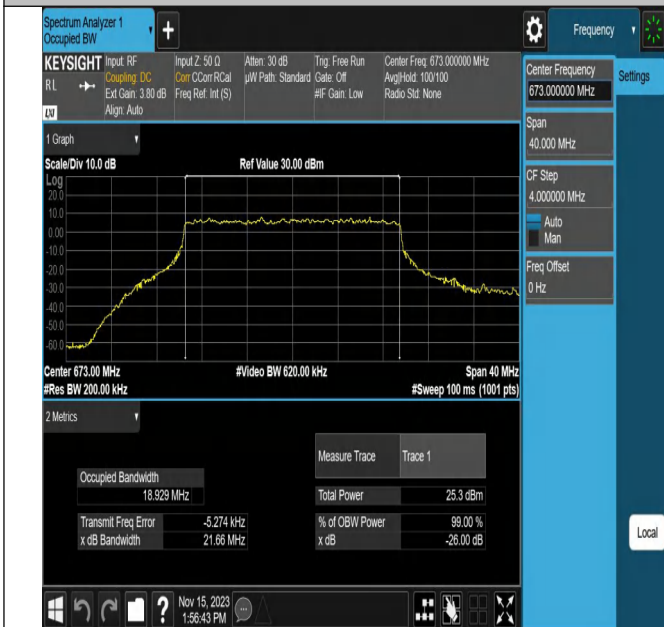 Spectrum Analyzer 1
Occupied BW
+
Frequency
KEYSIGHT
RL
LXI
Input: RF
Coupling: DC
Ext Gain: 3.80 dB
Align: Auto
Input Z: 50 Ω
Corr CCorr RCal
Freq Ref: Int (S)
Atten: 30 dB
µW Path: Standard
Trig: Free Run
Gate: Off
#IF Gain: Low
Center Freq: 673.000000 MHz
Avg|Hold: 100/100
Radio Std: None
Center Frequency
673.000000 MHz
Settings
Span
40.000 MHz
CF Step
4.000000 MHz
Auto
Man
Freq Offset
0 Hz
1 Graph
Scale/Div 10.0 dB
Ref Value 30.00 dBm
Log
20.0
10.0
0.00
-10.0
-20.0
-30.0
-40.0
-50.0
-60.0
Center 673.00 MHz
#Video BW 620.00 kHz
Span 40 MHz
#Res BW 200.00 kHz
#Sweep 100 ms (1001 pts)
2 Metrics
Measure Trace Trace 1
Occupied Bandwidth
18.929 MHz
Total Power 25.3 dBm
Transmit Freq Error -5.274 kHz
% of OBW Power 99.00 %
x dB Bandwidth 21.66 MHz
x dB -26.00 dB
Local
?
Nov 15, 2023
1:56:43 PM